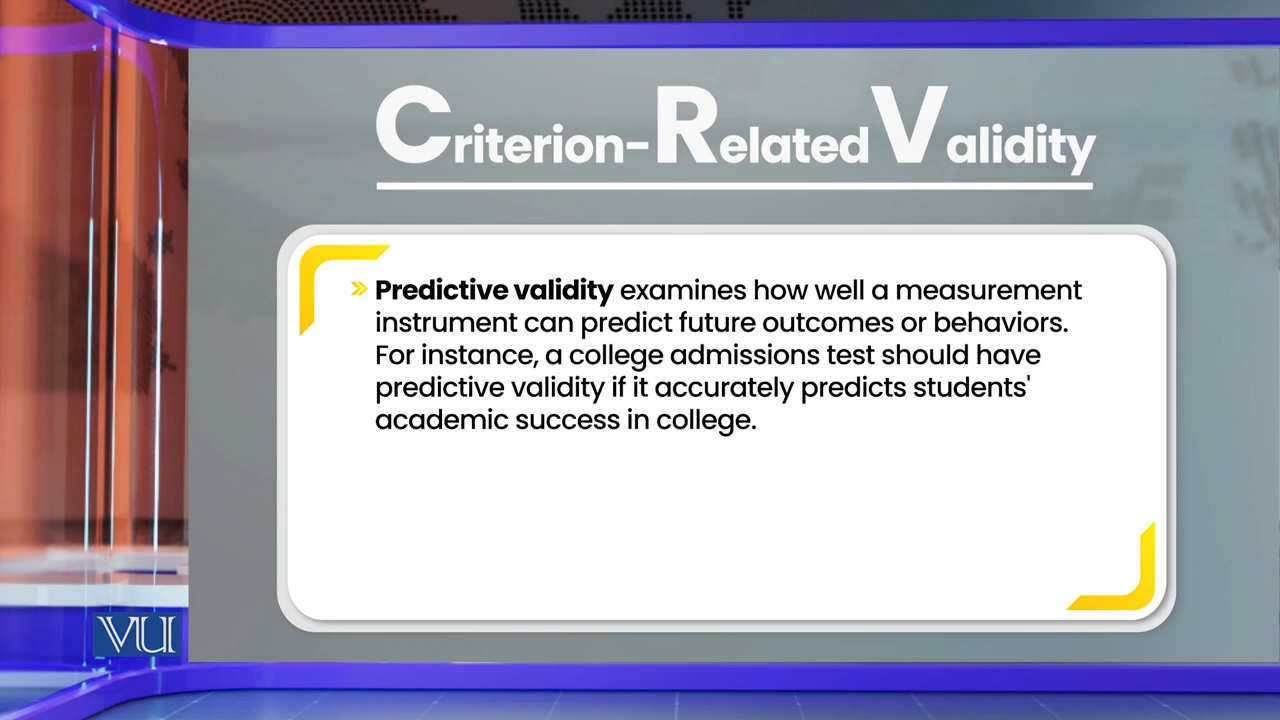 Criterion-Related Validity
Predictive validity examines how well a measurement
instrument can predict future outcomes or behaviors.
For instance, a college admissions test should have
predictive validity if it accurately predicts students'
academic success in college.
VU